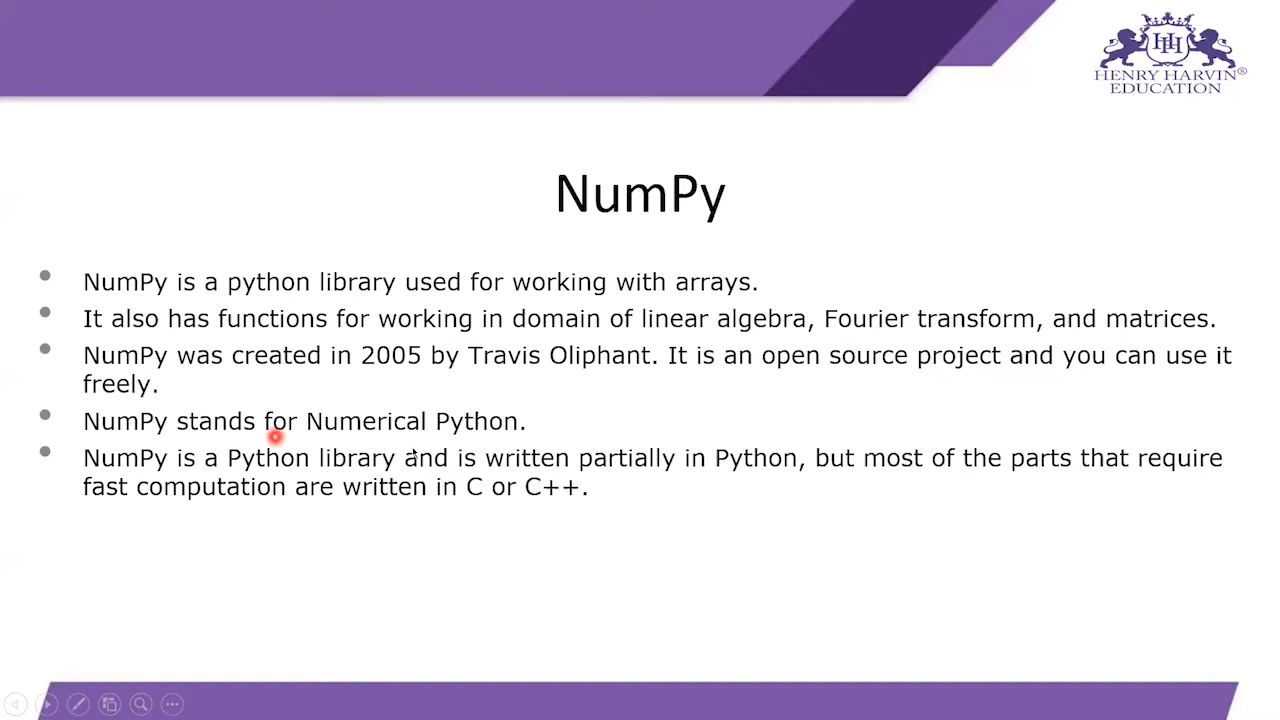 HENRY HARVIN®
EDUCATION
NumPy
NumPy is a python library used for working with arrays.
It also has functions for working in domain of linear algebra, Fourier transform, and matrices.
NumPy was created in 2005 by Travis Oliphant. It is an open source project and you can use it
freely.
NumPy stands for Numerical Python.
NumPy is a Python library and is written partially in Python, but most of the parts that require
fast computation are written in C or C++.